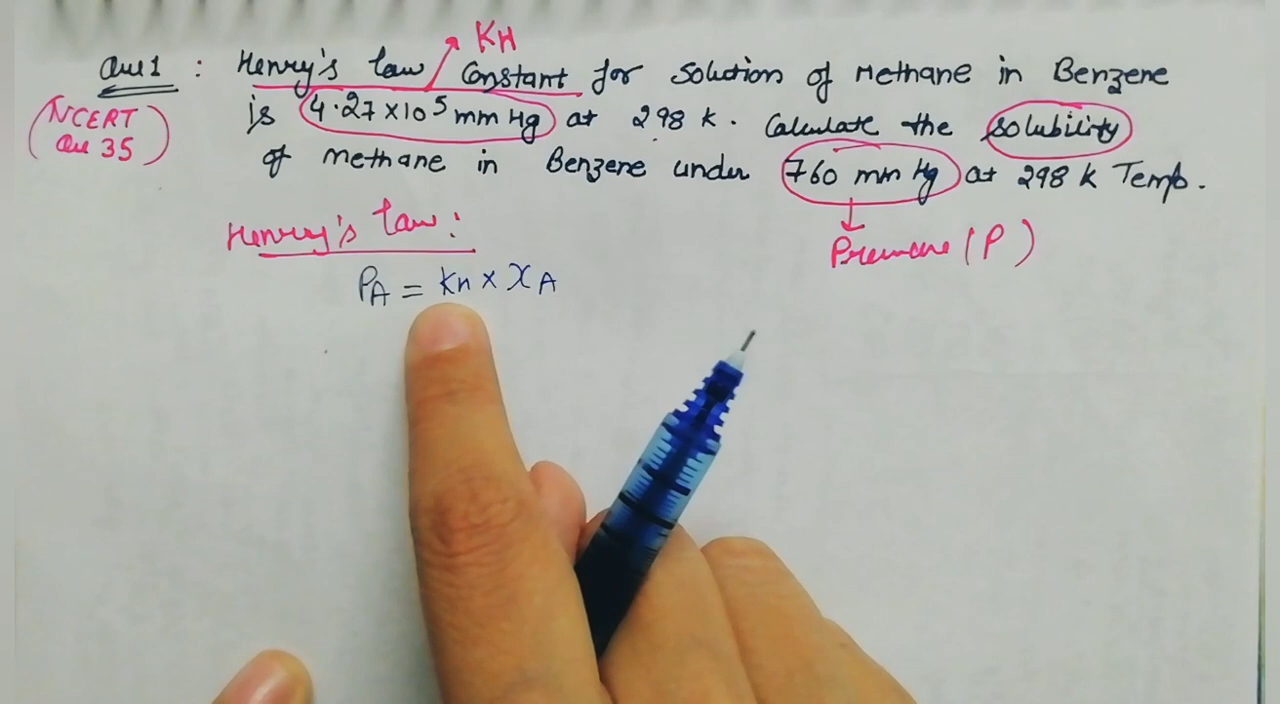 KH
Que 1 : Henry's law Constant for Solution of Methane in Benzene
(NCERT Que 35)
is 4.27 x 10⁵ mm Hg at 298 K. Calculate the solubility
of methane in Benzene under 760 mm Hg at 298 K Temp.
Henry's law :
Pressure (P)
PA = KH x XA